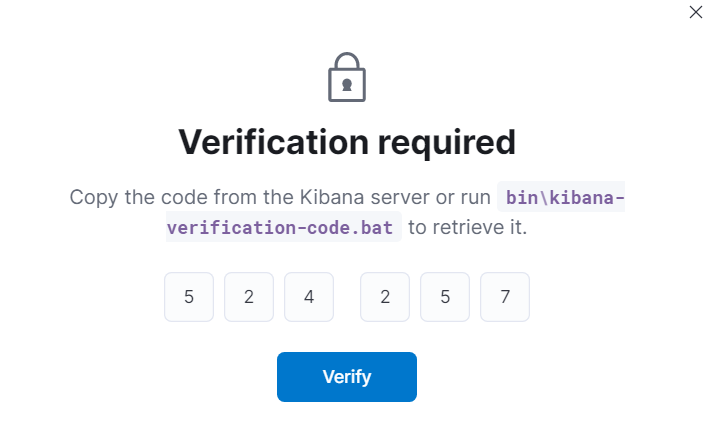 Verification required
Copy the code from the Kibana server or run bin\kibana-
verification-code.bat to retrieve it.
5 2 4 2 5 7
Verify